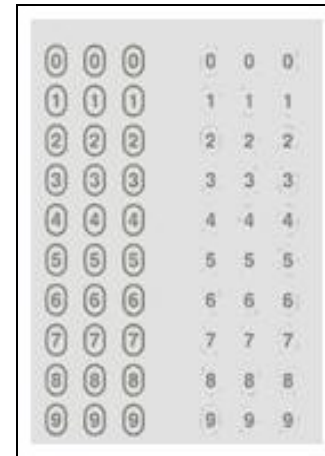 0 0 0 0 0 0
1 1 1 1 1 1
2 2 2 2 2 2
3 3 3 3 3 3
4 4 4 4 4 4
5 5 5 5 5 5
6 6 6 6 6 6
7 7 7 7 7 7
8 8 8 8 8 8
9 9 9 9 9 9